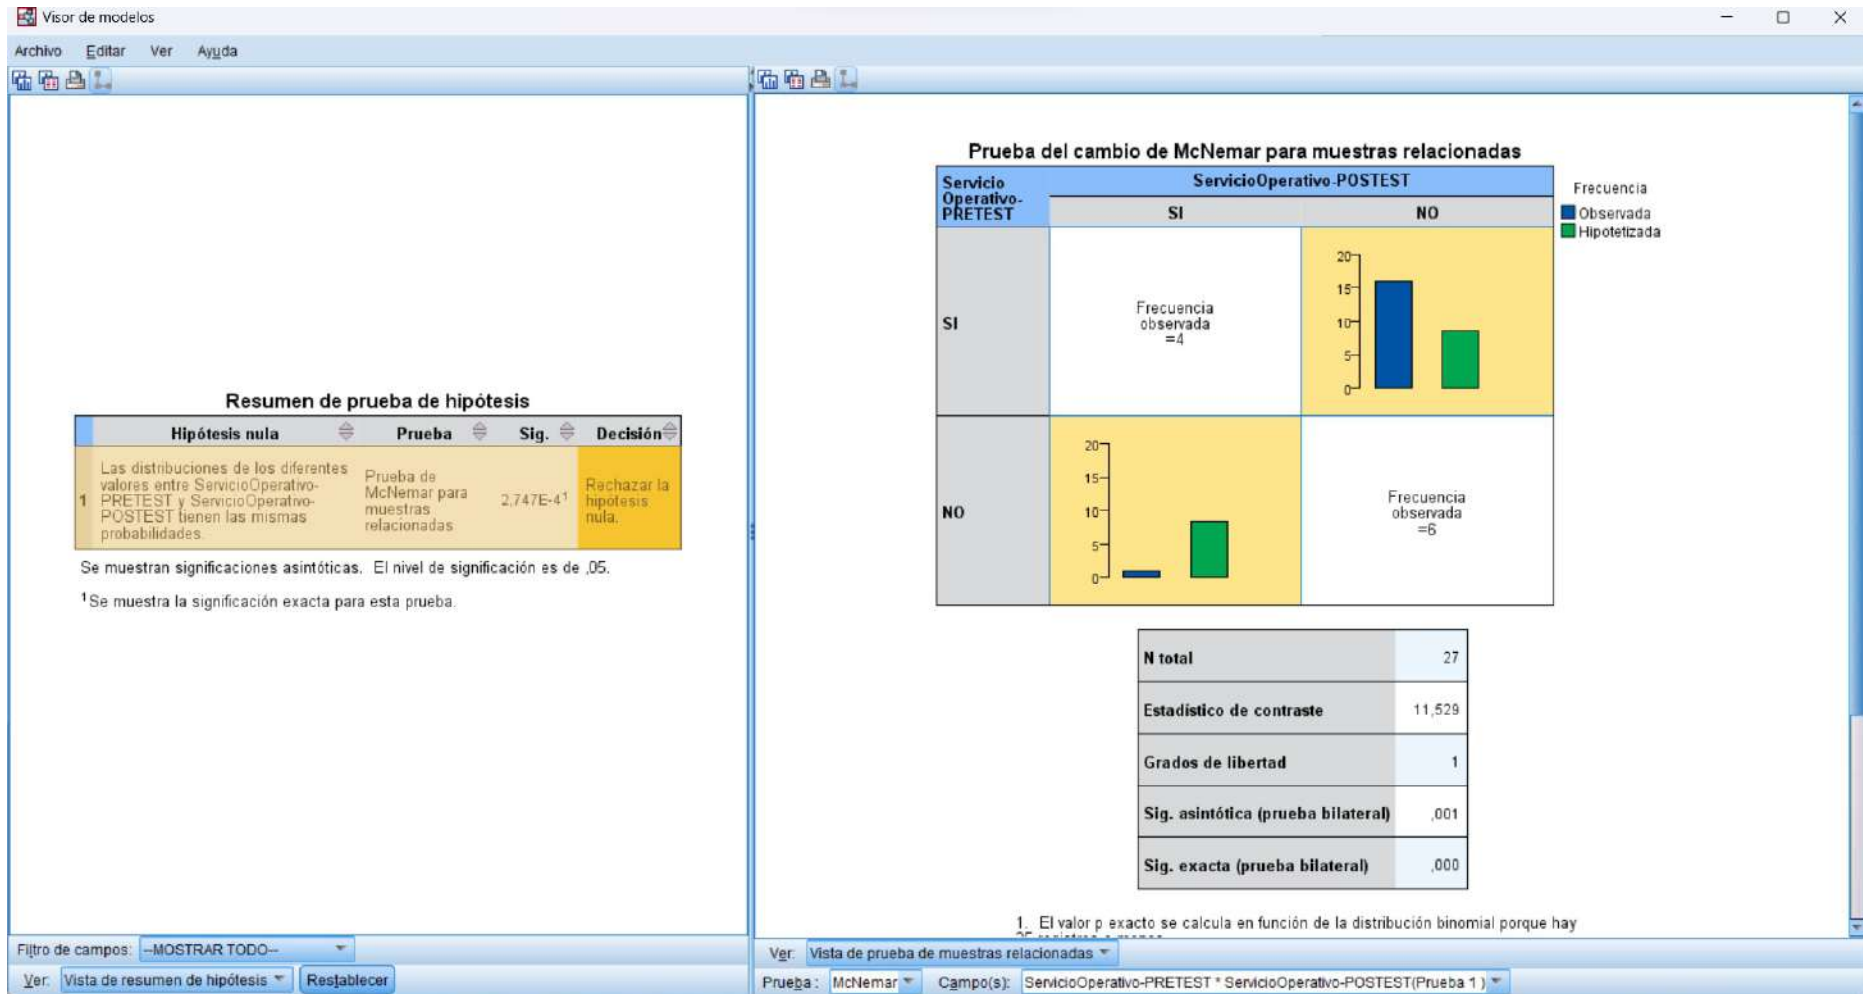 Visor de modelos
Archivo Editar Ver Ayuda
Resumen de prueba de hipótesis
Hipótesis nula Prueba Sig. Decisión
1 Las distribuciones de los diferentes valores entre ServicioOperativo-PRETEST y ServicioOperativo-POSTEST tienen las mismas probabilidades. Prueba de McNemar para muestras relacionadas 2,747E-4¹ Rechazar la hipótesis nula.
Se muestran significaciones asintóticas. El nivel de significación es de ,05.
¹Se muestra la significación exacta para esta prueba.
Filtro de campos: --MOSTRAR TODO--
Ver: Vista de resumen de hipótesis Restablecer
Prueba del cambio de McNemar para muestras relacionadas
Servicio
Operativo-
PRETEST
ServicioOperativo-POSTEST
SI NO
Frecuencia
Observada
Hipotetizada
SI
Frecuencia
observada
=4
20
15
10
5
0
NO
20
15
10
5
0
Frecuencia
observada
=6
N total 27
Estadístico de contraste 11,529
Grados de libertad 1
Sig. asintótica (prueba bilateral) ,001
Sig. exacta (prueba bilateral) ,000
1. El valor p exacto se calcula en función de la distribución binomial porque hay
Ver: Vista de prueba de muestras relacionadas
Prueba: McNemar Campo(s): ServicioOperativo-PRETEST * ServicioOperativo-POSTEST(Prueba 1 )